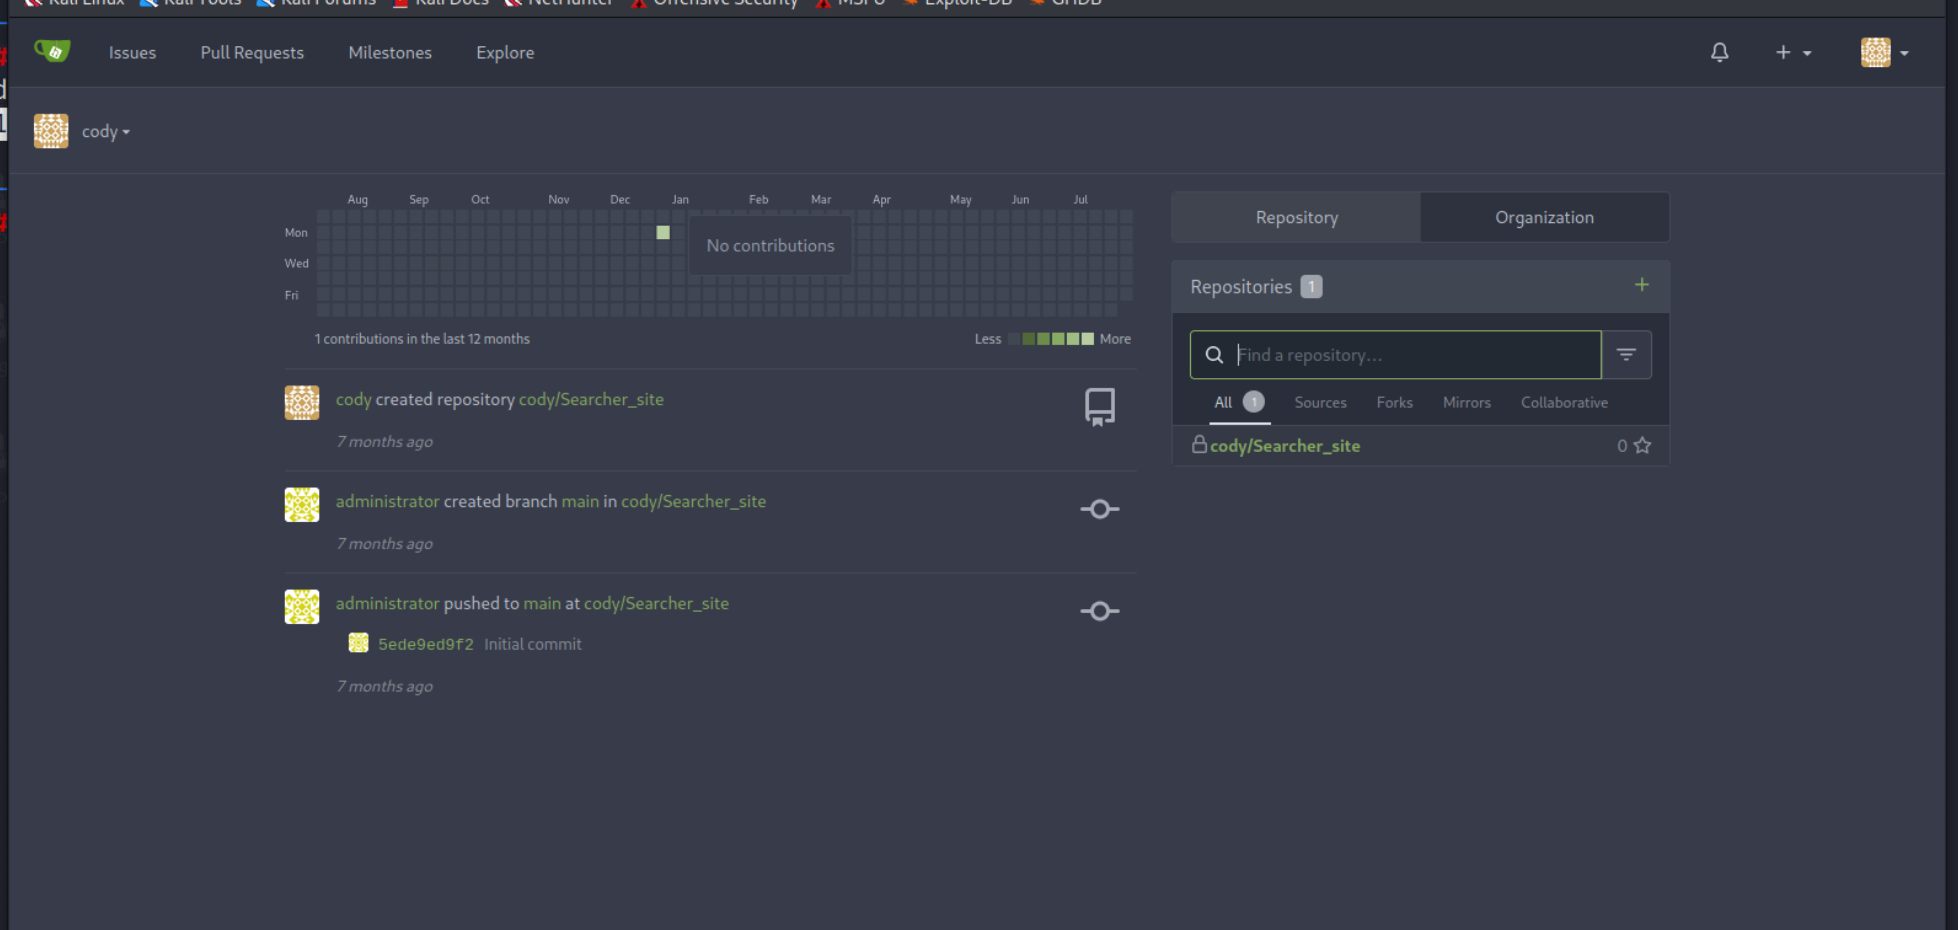 Kali Linux Kali Tools Kali Forums Kali Docs NetHunter Offensive Security MSFU Exploit-DB GHDB
Issues Pull Requests Milestones Explore
cody
Aug Sep Oct Nov Dec Jan Feb Mar Apr May Jun Jul
Mon
Wed
Fri
No contributions
1 contributions in the last 12 months
Less More
cody created repository cody/Searcher_site
7 months ago
administrator created branch main in cody/Searcher_site
7 months ago
administrator pushed to main at cody/Searcher_site
5ede9ed9f2 Initial commit
7 months ago
Repository Organization
Repositories 1
Find a repository...
All 1 Sources Forks Mirrors Collaborative
cody/Searcher_site 0